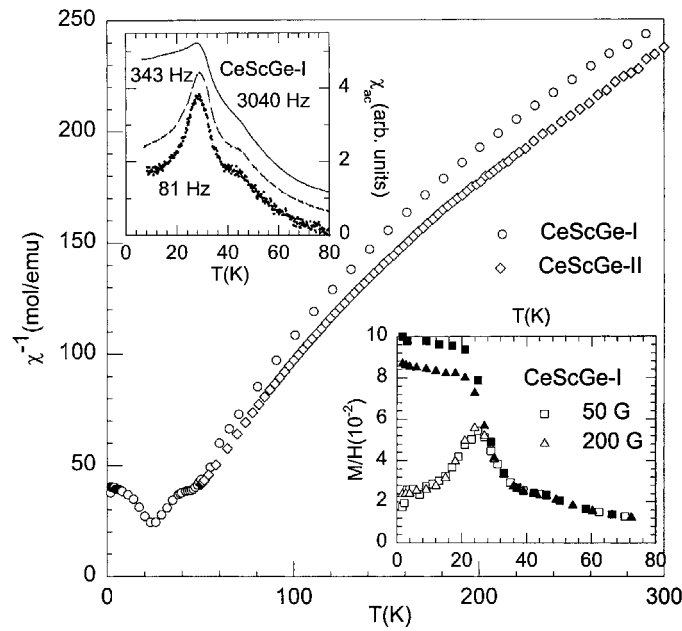 250
200
150
100
50
0
χ⁻¹ (mol/emu)
0
100
200
300
T(K)
CeScGe-I
CeScGe-II
343 Hz
CeScGe-I
3040 Hz
81 Hz
4
2
0
χac (arb. units)
0
20
40
60
80
T(K)
T(K)
10
8
6
4
2
0
M/H(10⁻²)
CeScGe-I
50 G
200 G
0
20
40
60
80